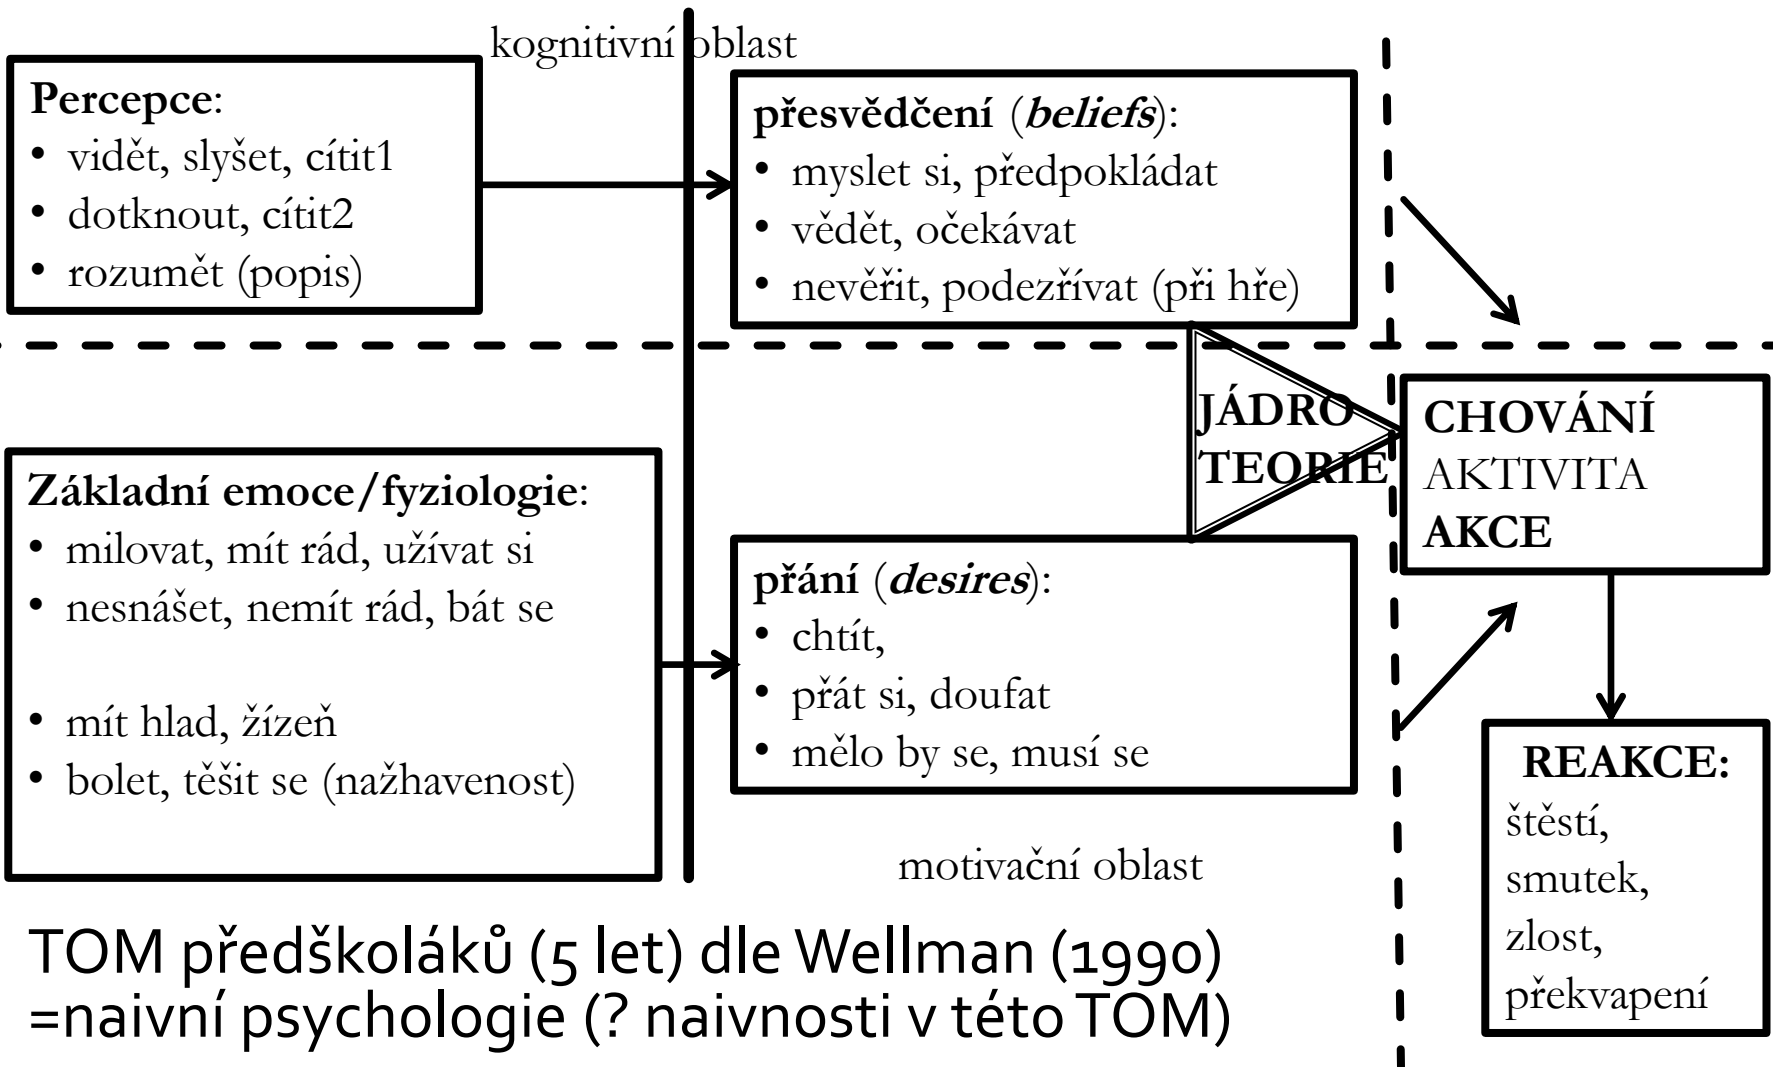 kognitivní oblast
Percepce:
• vidět, slyšet, cítit1
• dotknout, cítit2
• rozumět (popis)
přesvědčení (beliefs):
• myslet si, předpokládat
• vědět, očekávat
• nevěřit, podezřívat (při hře)
JÁDRO
TEORIE
CHOVÁNÍ
AKTIVITA
AKCE
Základní emoce/fyziologie:
• milovat, mít rád, užívat si
• nesnášet, nemít rád, bát se
• mít hlad, žízeň
• bolet, těšit se (nažhavenost)
přání (desires):
• chtít,
• přát si, doufat
• mělo by se, musí se
motivační oblast
REAKCE:
štěstí,
smutek,
zlost,
překvapení
TOM předškoláků (5 let) dle Wellman (1990)
=naivní psychologie (? naivnosti v této TOM)